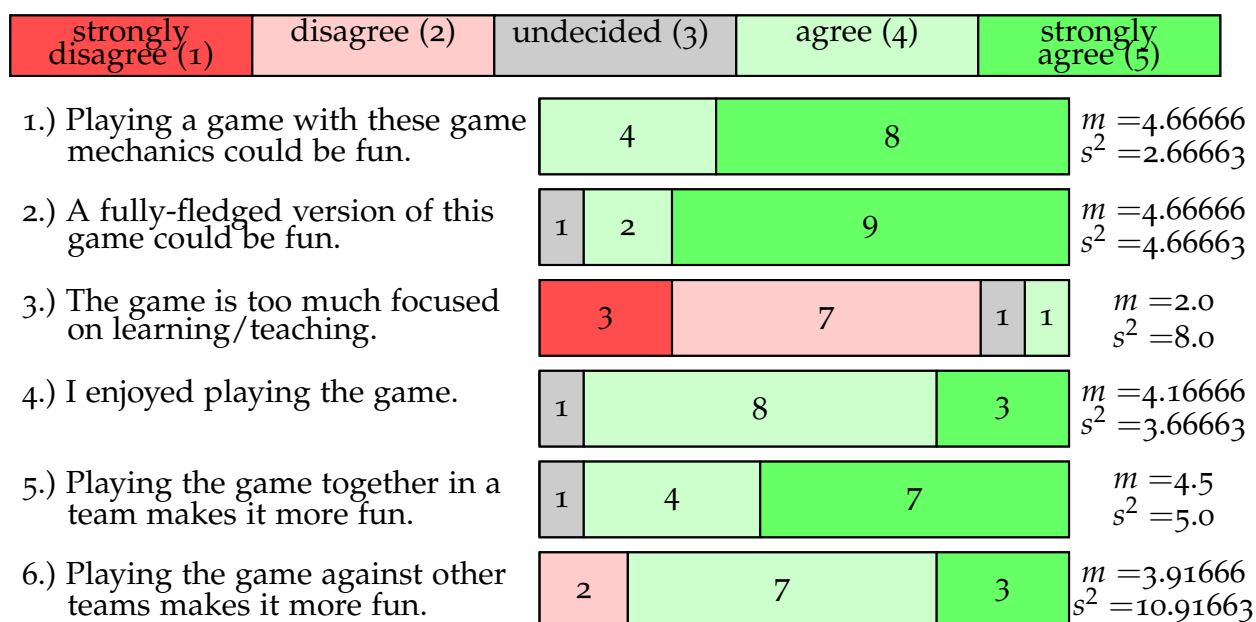 strongly disagree (2) undecided (3) agree (4) strongly
disagree (1) agree (5)
1.) Playing a game with these game 4 8 m =4.66666
mechanics could be fun. s² =2.66663
2.) A fully-fledged version of this 1 2 9 m =4.66666
game could be fun. s² =4.66663
3.) The game is too much focused 3 7 1 1 m =2.0
on learning/teaching. s² =8.0
4.) I enjoyed playing the game. 1 8 3 m =4.16666
s² =3.66663
5.) Playing the game together in a 1 4 7 m =4.5
team makes it more fun. s² =5.0
6.) Playing the game against other 2 7 3 m =3.91666
teams makes it more fun. s² =10.91663